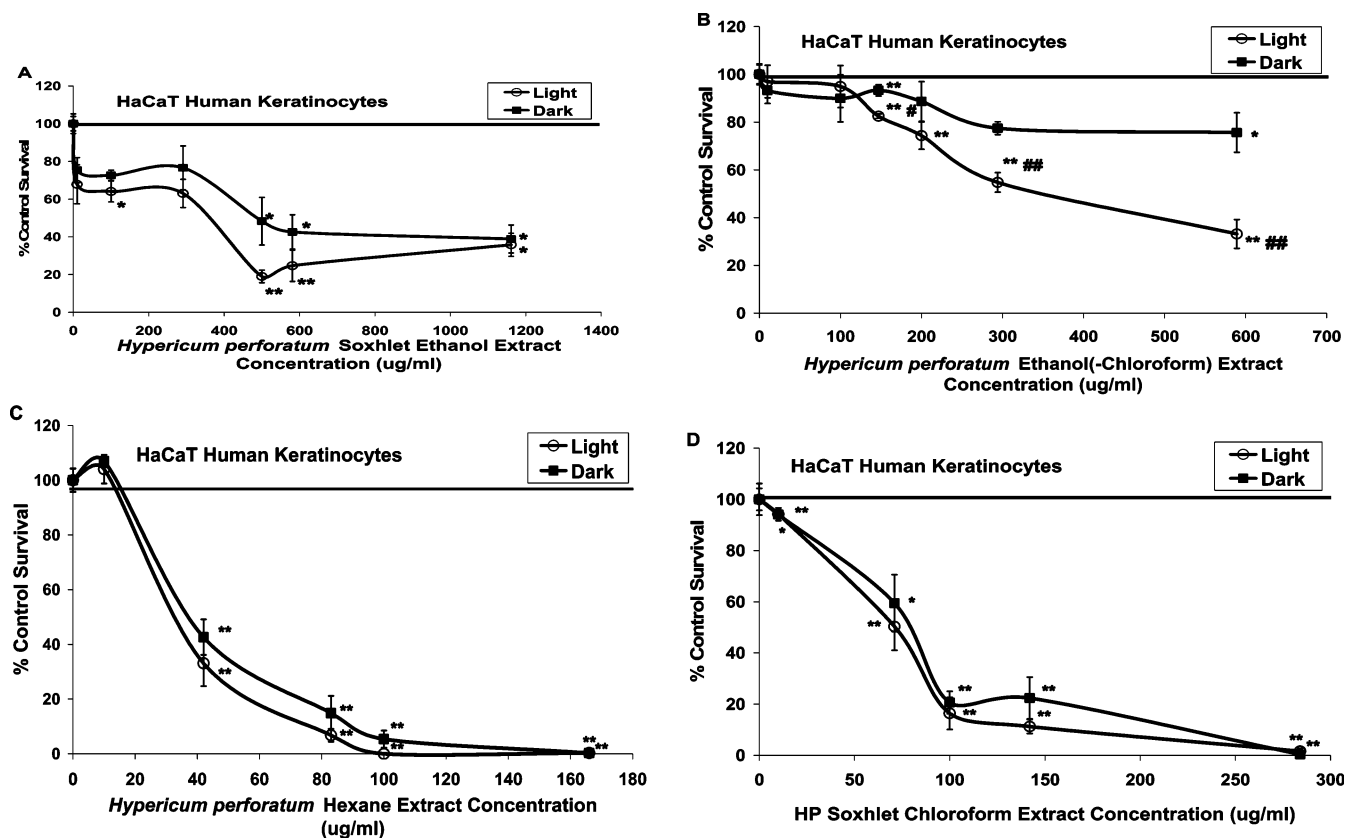 A
HaCaT Human Keratinocytes
Light
Dark
% Control Survival
120
100
80
60
40
20
0
0 200 400 600 800 1000 1200 1400
* * * * * ** **
Hypericum perforatum Soxhlet Ethanol Extract
Concentration (ug/ml)
B
HaCaT Human Keratinocytes
Light
Dark
% Control Survival
120
100
80
60
40
20
0
** ** # ** ** ## * ** ##
0 100 200 300 400 500 600 700
Hypericum perforatum Ethanol(-Chloroform) Extract
Concentration (ug/ml)
C
HaCaT Human Keratinocytes
Light
Dark
% Control Survival
120
100
80
60
40
20
0
** ** ** ** ** ** ** **
0 20 40 60 80 100 120 140 160 180
Hypericum perforatum Hexane Extract Concentration
(ug/ml)
D
HaCaT Human Keratinocytes
Light
Dark
% Control Survival
120
100
80
60
40
20
0
** * * ** ** ** ** ** ** **
0 50 100 150 200 250 300
HP Soxhlet Chloroform Extract Concentration (ug/ml)